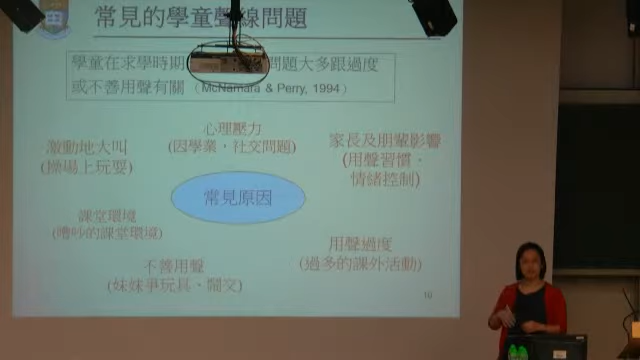 常見的學童聲線問題
學童在求學時期
問題大多跟過度
或不善用聲有關 (McNamara & Perry, 1994)
心理壓力
(因學業、社交問題)
激動地大叫
(操場上玩耍)
家長及朋輩影響
(用聲習慣、
情緒控制)
常見原因
課堂環境
(嘈吵的課堂環境)
用聲過度
(過多的課外活動)
不善用聲
(妹妹爭玩具、鬧交)
10